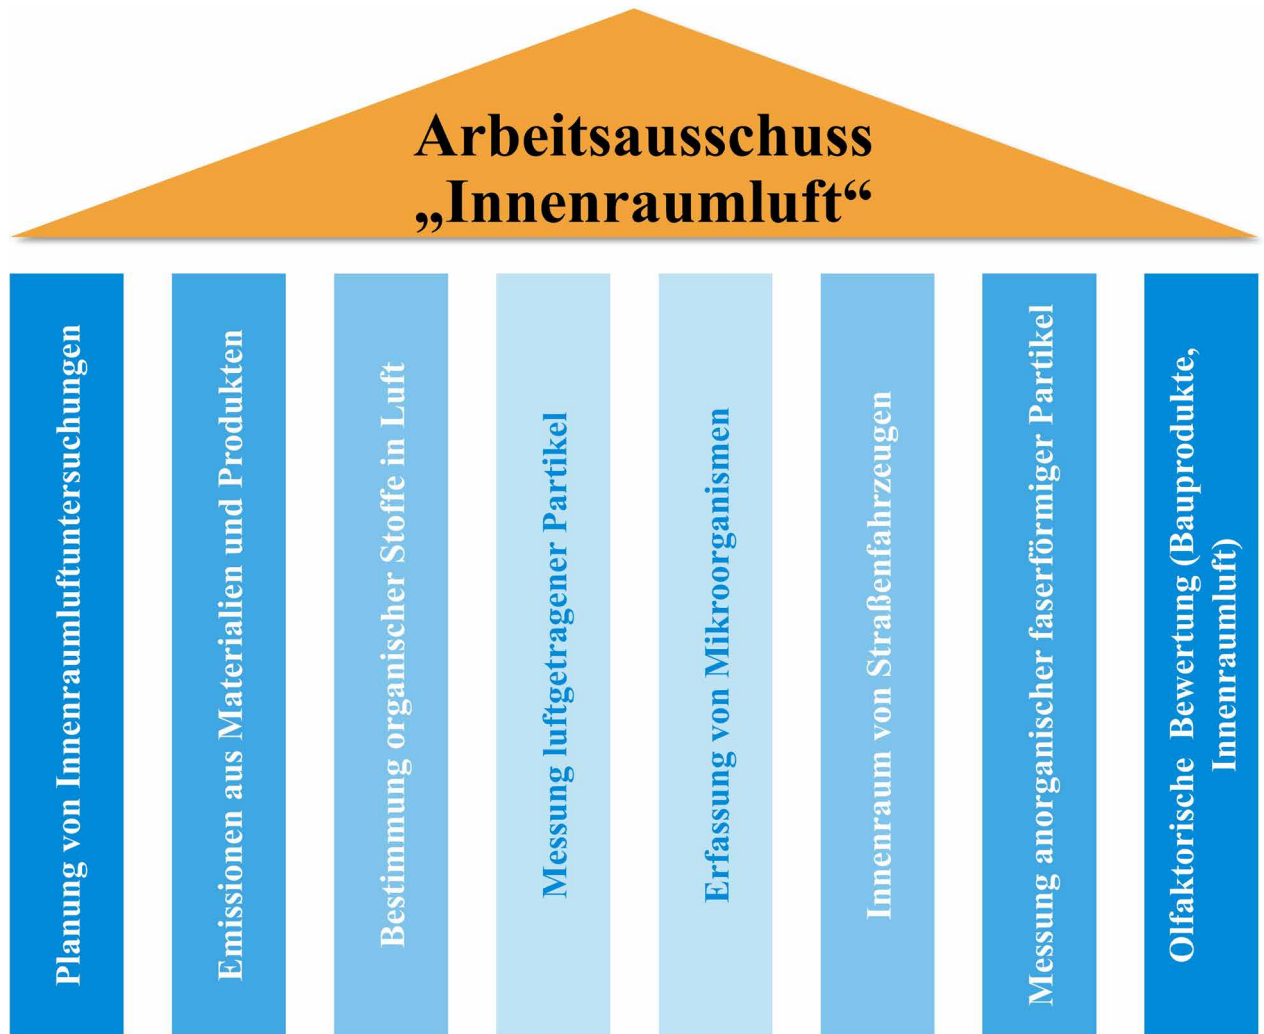 Arbeitsausschuss
„Innenraumluft“
Planung von Innenraumluftuntersuchungen
Emissionen aus Materialien und Produkten
Bestimmung organischer Stoffe in Luft
Messung luftgetragener Partikel
Erfassung von Mikroorganismen
Innenraum von Straßenfahrzeugen
Messung anorganischer faserförmiger Partikel
Olfaktorische Bewertung (Bauprodukte,
Innenraumluft)